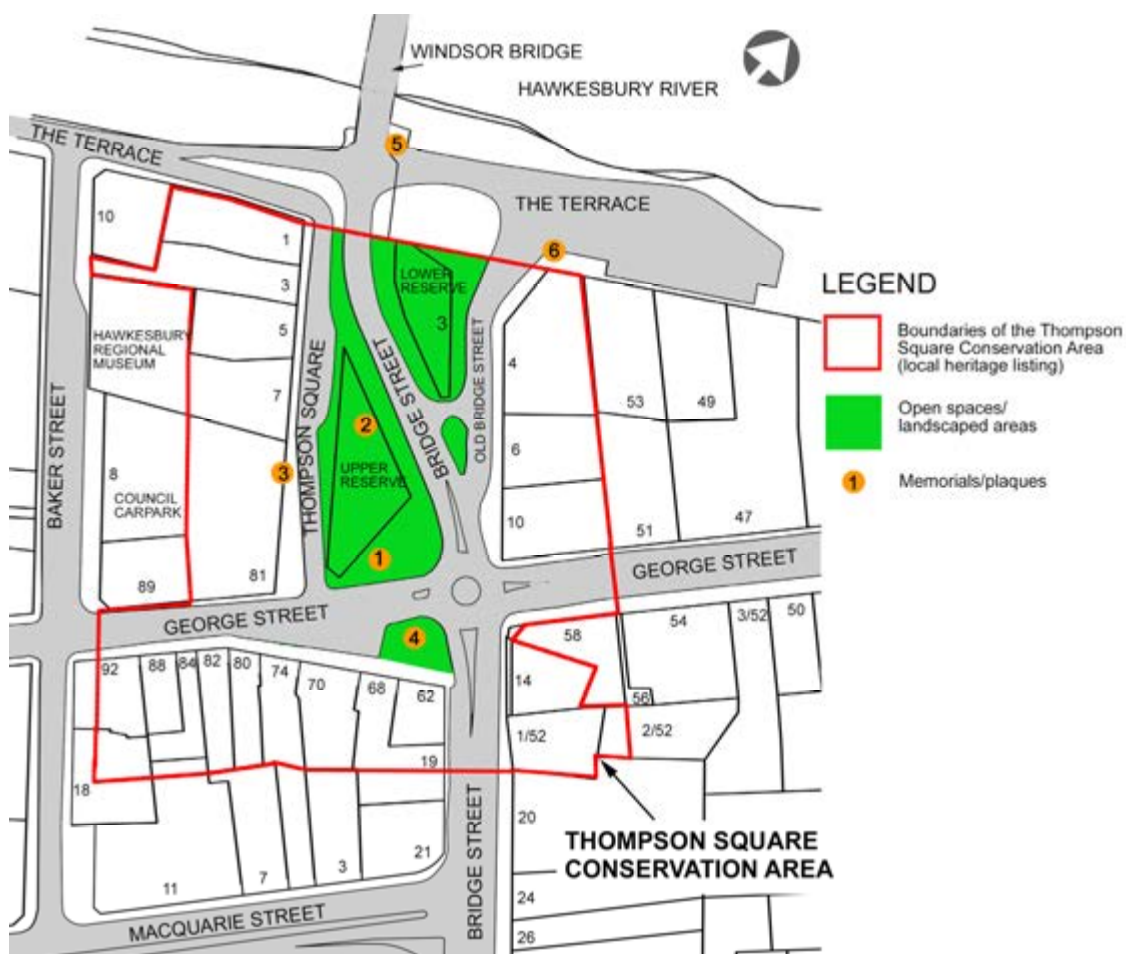 WINDSOR BRIDGE
HAWKESBURY RIVER
THE TERRACE
5
THE TERRACE
10
1
6
LOWER
RESERVE
3
3
HAWKESBURY
REGIONAL
MUSEUM
5
4
7
53
49
2
BRIDGE STREET
OLD BRIDGE STREET
THOMPSON SQUARE
BAKER STREET
UPPER
RESERVE
6
3
8
COUNCIL
CARPARK
10
51
47
1
89
81
GEORGE STREET
GEORGE STREET
4
58
54
3/52
50
92
88
84
82
80
74
70
68
62
14
56
1/52
2/52
19
18
20
21
11
7
3
24
26
MACQUARIE STREET
BRIDGE STREET
THOMPSON SQUARE
CONSERVATION AREA
LEGEND
Boundaries of the Thompson
Square Conservation Area
(local heritage listing)
Open spaces/
landscaped areas
1
Memorials/plaques